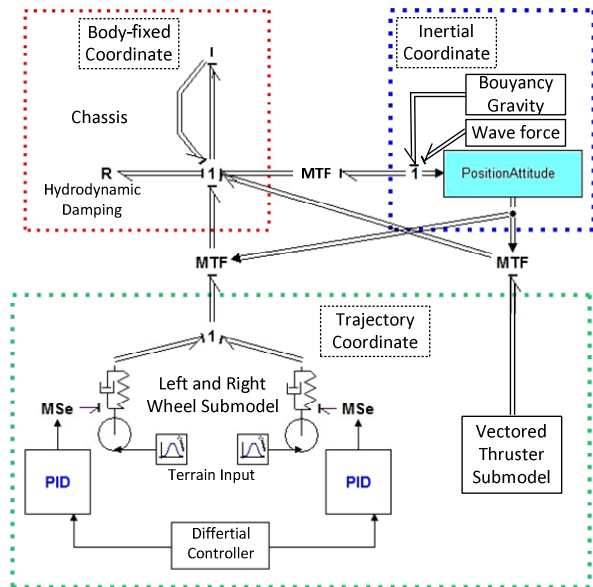 Body-fixed
Coordinate
I
Chassis
R
1
Hydrodynamic
Damping
MTF
Inertial
Coordinate
Bouyancy
Gravity
Wave force
1
PositionAttitude
MTF
MTF
Trajectory
Coordinate
1
Left and Right
Wheel Submodel
MSe
MSe
Terrain Input
PID
PID
Differtial
Controller
Vectored
Thruster
Submodel